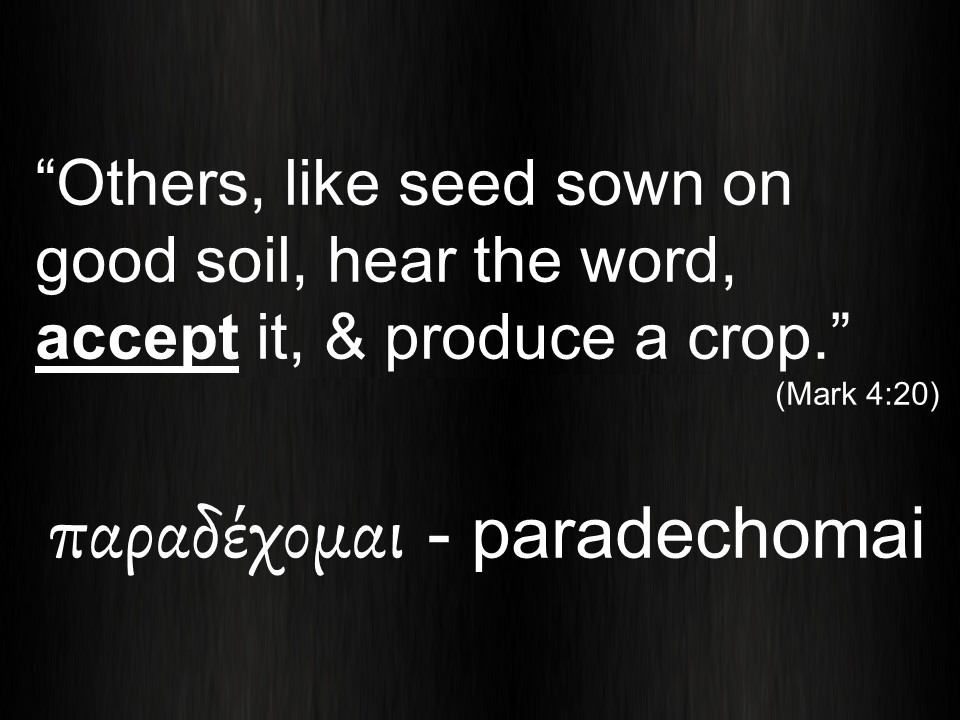 “Others, like seed sown on
good soil, hear the word,
accept it, & produce a crop.”
(Mark 4:20)
παραδέχομαι - paradechomai